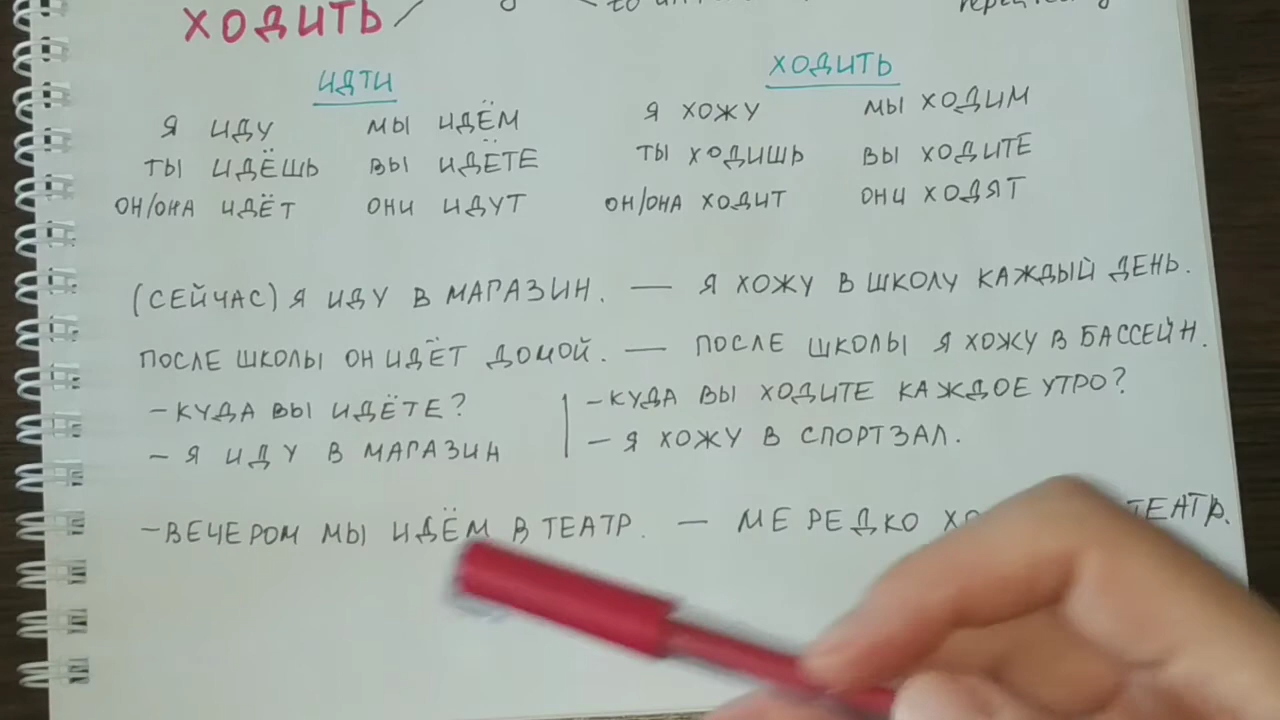 ХОДИТЬ
ИДТИ ХОДИТЬ
Я ИДУ МЫ ИДЁМ Я ХОЖУ МЫ ХОДИМ
ТЫ ИДЁШЬ ВЫ ИДЁТЕ ТЫ ХОДИШЬ ВЫ ХОДИТЕ
ОН/ОНА ИДЁТ ОНИ ИДУТ ОН/ОНА ХОДИТ ОНИ ХОДЯТ
(СЕЙЧАС) Я ИДУ В МАГАЗИН. — Я ХОЖУ В ШКОЛУ КАЖДЫЙ ДЕНЬ.
ПОСЛЕ ШКОЛЫ ОН ИДЁТ ДОМОЙ. — ПОСЛЕ ШКОЛЫ Я ХОЖУ В БАССЕЙН.
– КУДА ВЫ ИДЁТЕ? – КУДА ВЫ ХОДИТЕ КАЖДОЕ УТРО?
– Я ИДУ В МАГАЗИН – Я ХОЖУ В СПОРТЗАЛ.
– ВЕЧЕРОМ МЫ ИДЁМ В ТЕАТР. — МЕ РЕДКО ТЕАТР.